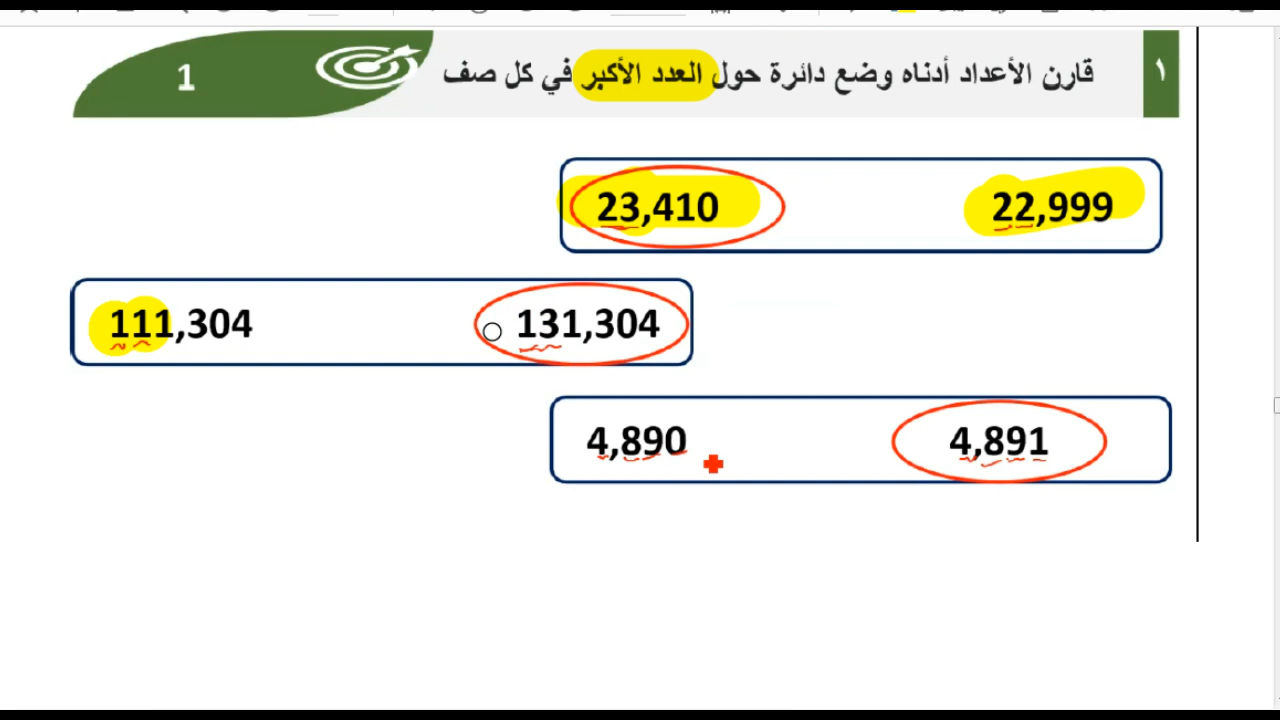 ١ قارن الأعداد أدناه وضع دائرة حول العدد الأكبر في كل صف 1
23,410 22,999
111,304 131,304
4,890 4,891